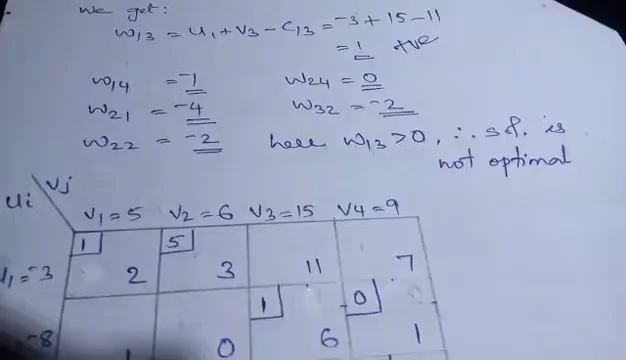 We get:
W13 = U1 + V3 - C13 = -3 + 15 - 11
= 1 +ve
W14 = -1 W24 = 0
W21 = -4 W32 = -2
W22 = -2 here W13 > 0, ∴ sol. is
not optimal
Ui Vj
V1 = 5 V2 = 6 V3 = 15 V4 = 9
1 5
U1 = -3 2 3 11 7
1 0
-8 0 6 1